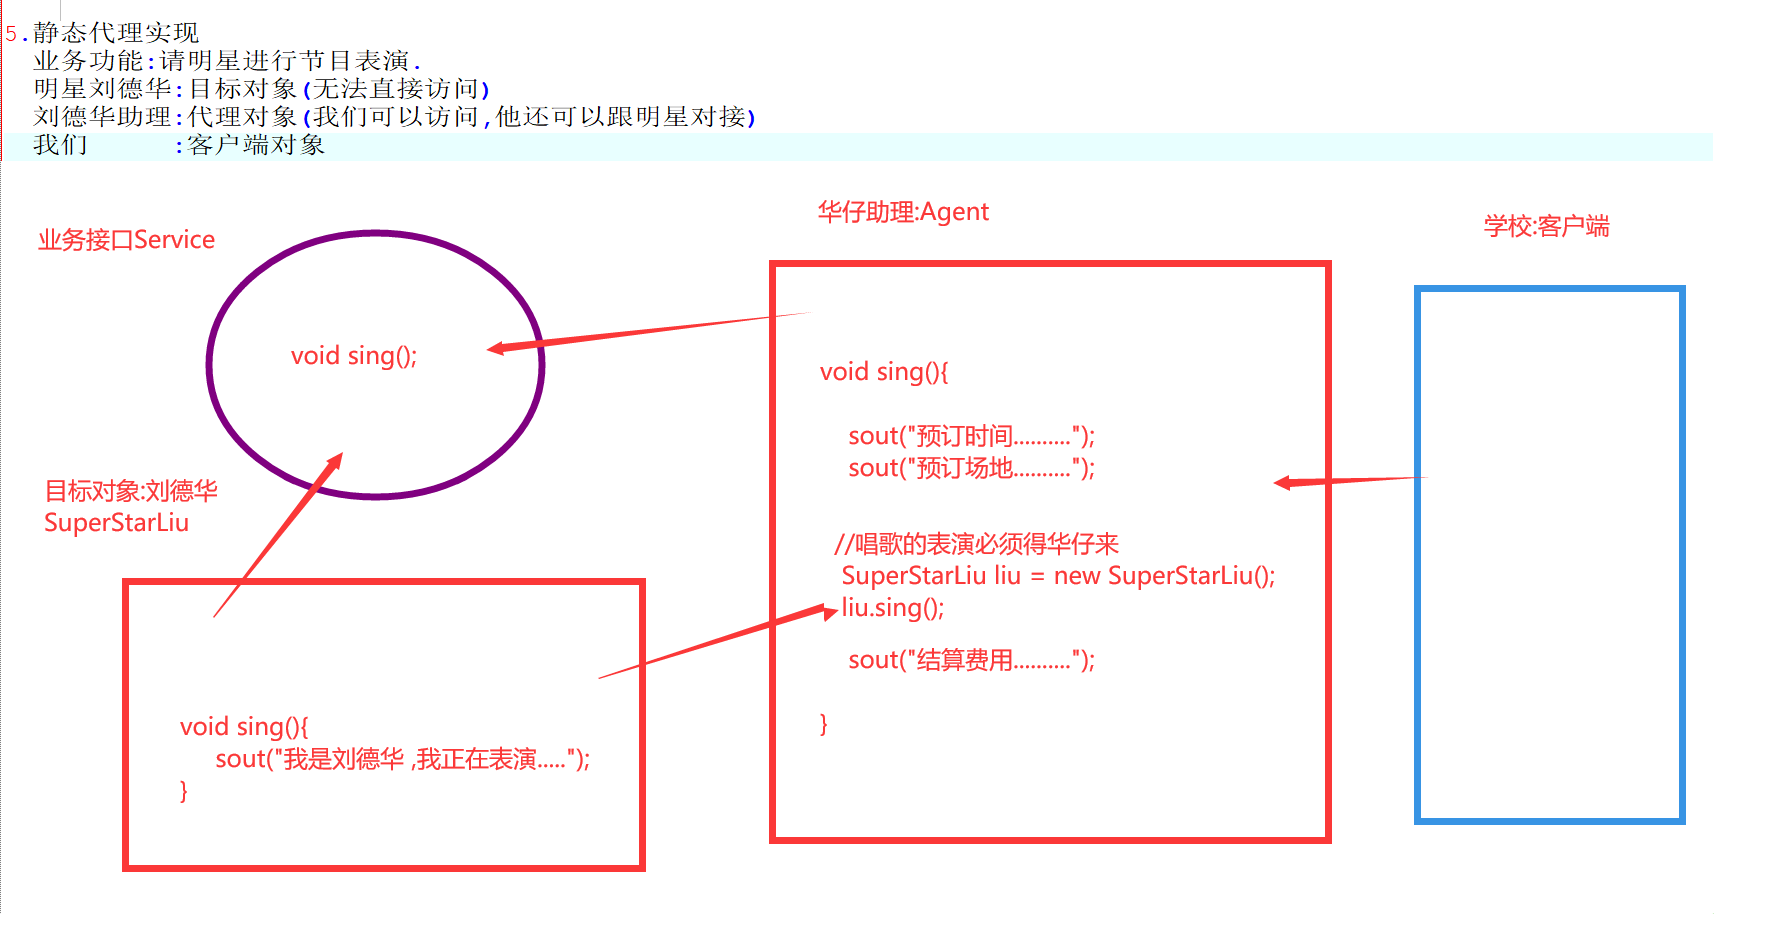 5.静态代理实现
业务功能:请明星进行节目表演.
明星刘德华:目标对象(无法直接访问)
刘德华助理:代理对象(我们可以访问,他还可以跟明星对接)
我们      :客户端对象
业务接口Service
void sing();
目标对象:刘德华
SuperStarLiu
void sing(){
sout("我是刘德华 ,我正在表演.....");
}
华仔助理:Agent
void sing(){
sout("预订时间..........");
sout("预订场地..........");
//唱歌的表演必须得华仔来
SuperStarLiu liu = new SuperStarLiu();
liu.sing();
sout("结算费用..........");
}
学校:客户端